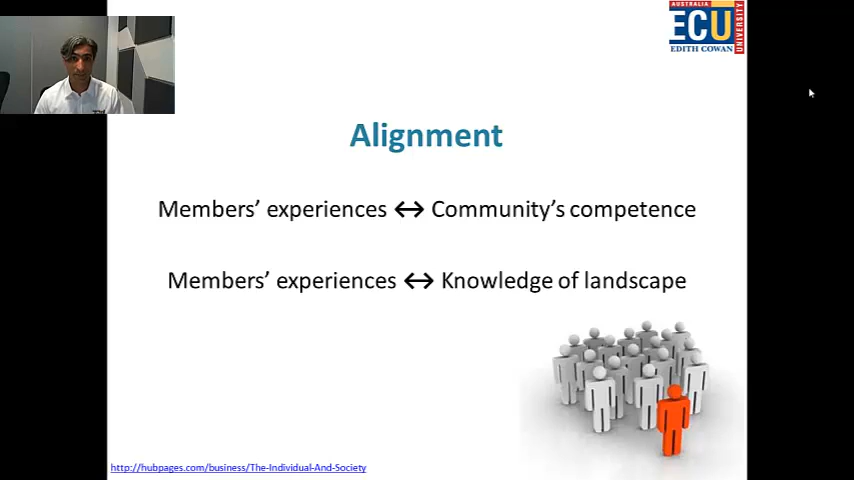 AUSTRALIA
ECU
UNIVERSITY
EDITH COWAN
Alignment
Members’ experiences ↔ Community’s competence
Members’ experiences ↔ Knowledge of landscape
http://hubpages.com/business/The-Individual-And-Society